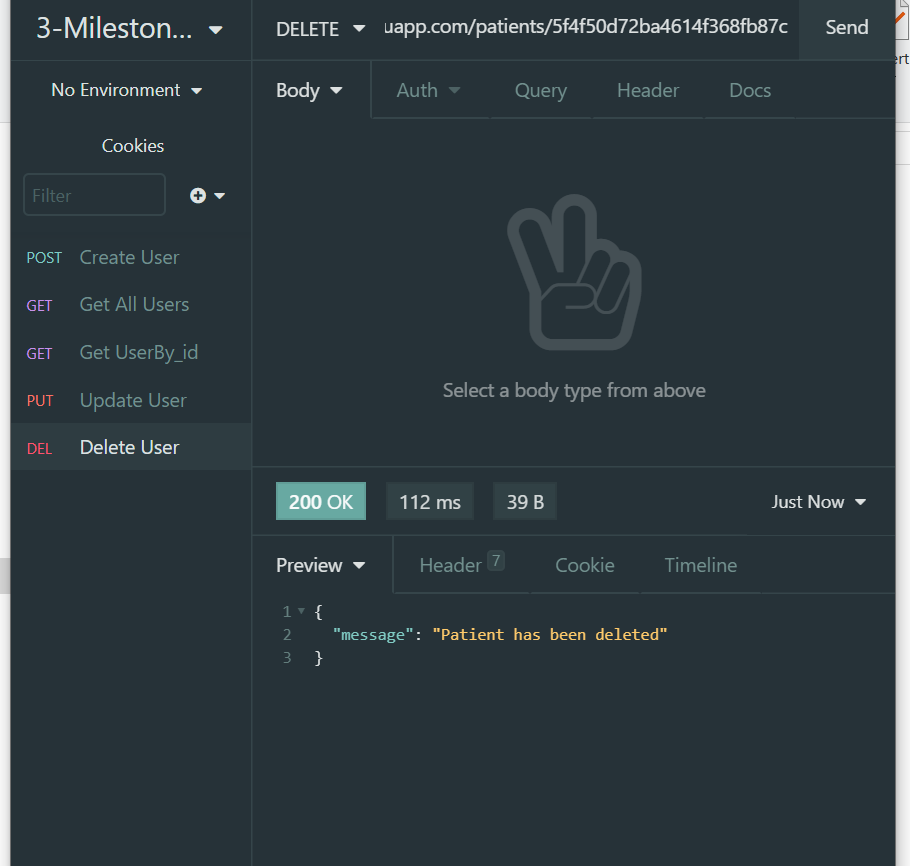 3-Mileston...
DELETE
uapp.com/patients/5f4f50d72ba4614f368fb87c
Send
No Environment
Cookies
Filter
POST Create User
GET Get All Users
GET Get UserBy_id
PUT Update User
DEL Delete User
Body
Auth
Query
Header
Docs
Select a body type from above
200 OK
112 ms
39 B
Just Now
Preview
Header 7
Cookie
Timeline
1 {
2 "message": "Patient has been deleted"
3 }